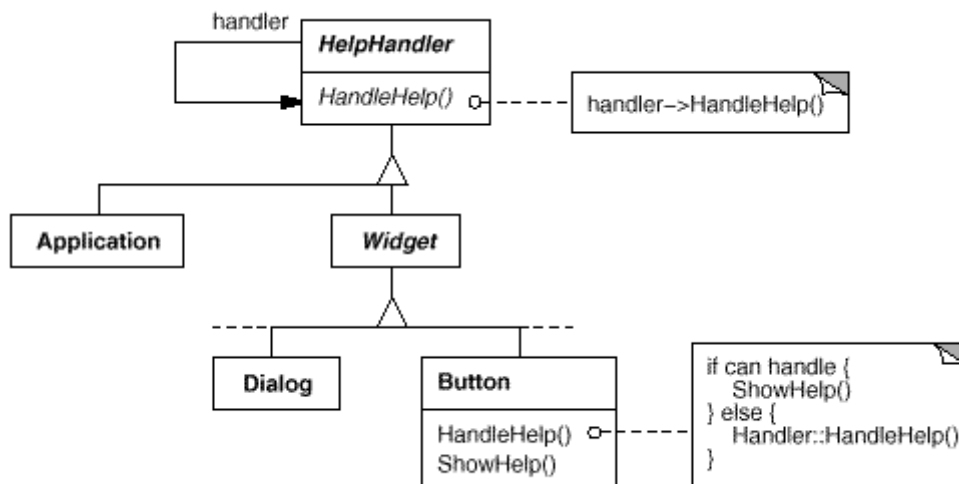 handler
HelpHandler
HandleHelp()
handler->HandleHelp()
Application
Widget
Dialog
Button
HandleHelp()
ShowHelp()
if can handle {
ShowHelp()
} else {
Handler::HandleHelp()
}